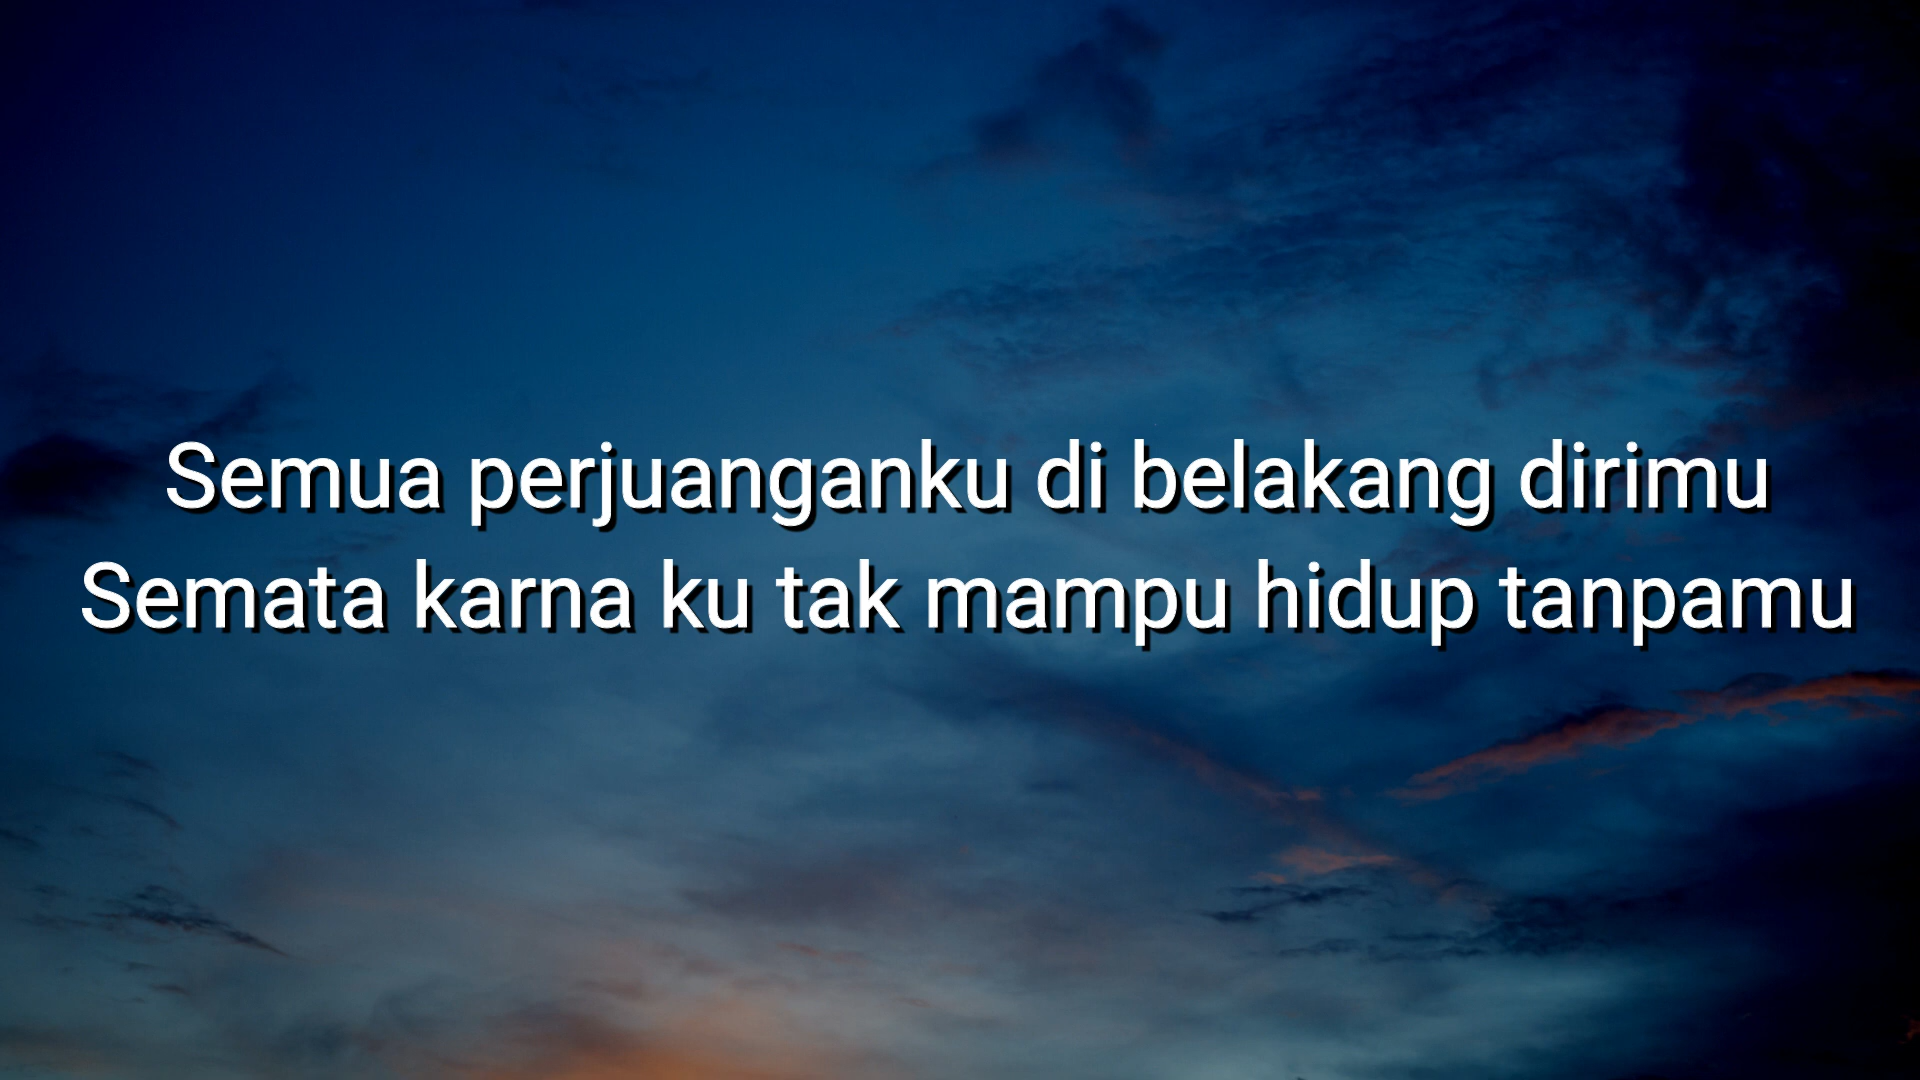 Semua perjuanganku di belakang dirimu
Semata karna ku tak mampu hidup tanpamu